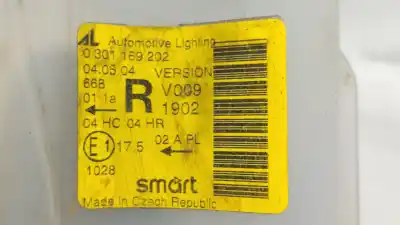 AL Automotive Lighting
0 301 169 202
04.03.04 VERSION
668
01 1a R V009
1902
04 HC 04 HR
E1 17.5 02 A PL
1028
smart
Made in Czech Republic